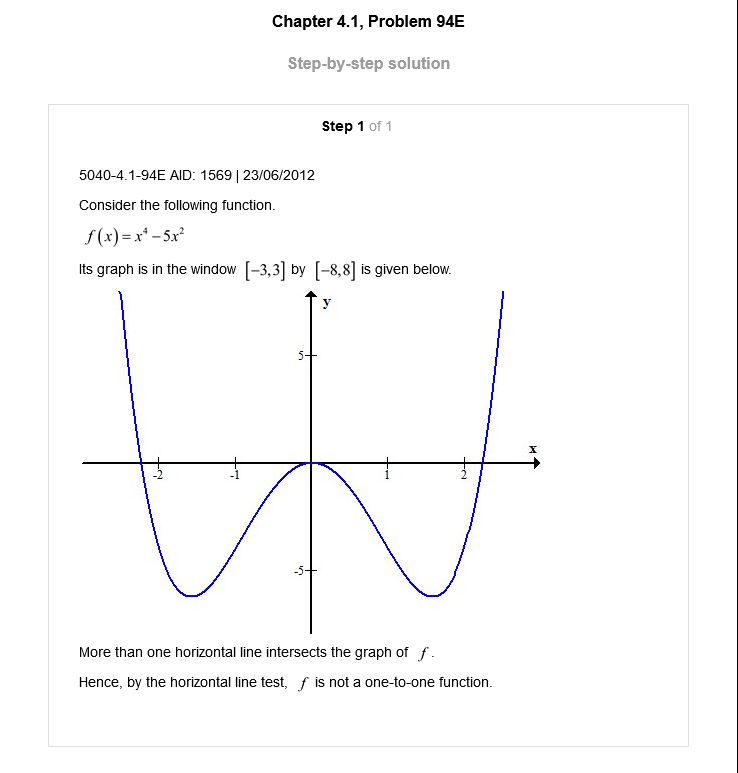 Chapter 4.1, Problem 94E
Step-by-step solution
Step 1 of 1
5040-4.1-94E AID: 1569 | 23/06/2012
Consider the following function.
f(x)=x⁴−5x²
Its graph is in the window [−3,3] by [−8,8] is given below.
y
5
x
-2
-1
1
2
-5
More than one horizontal line intersects the graph of f.
Hence, by the horizontal line test, f is not a one-to-one function.